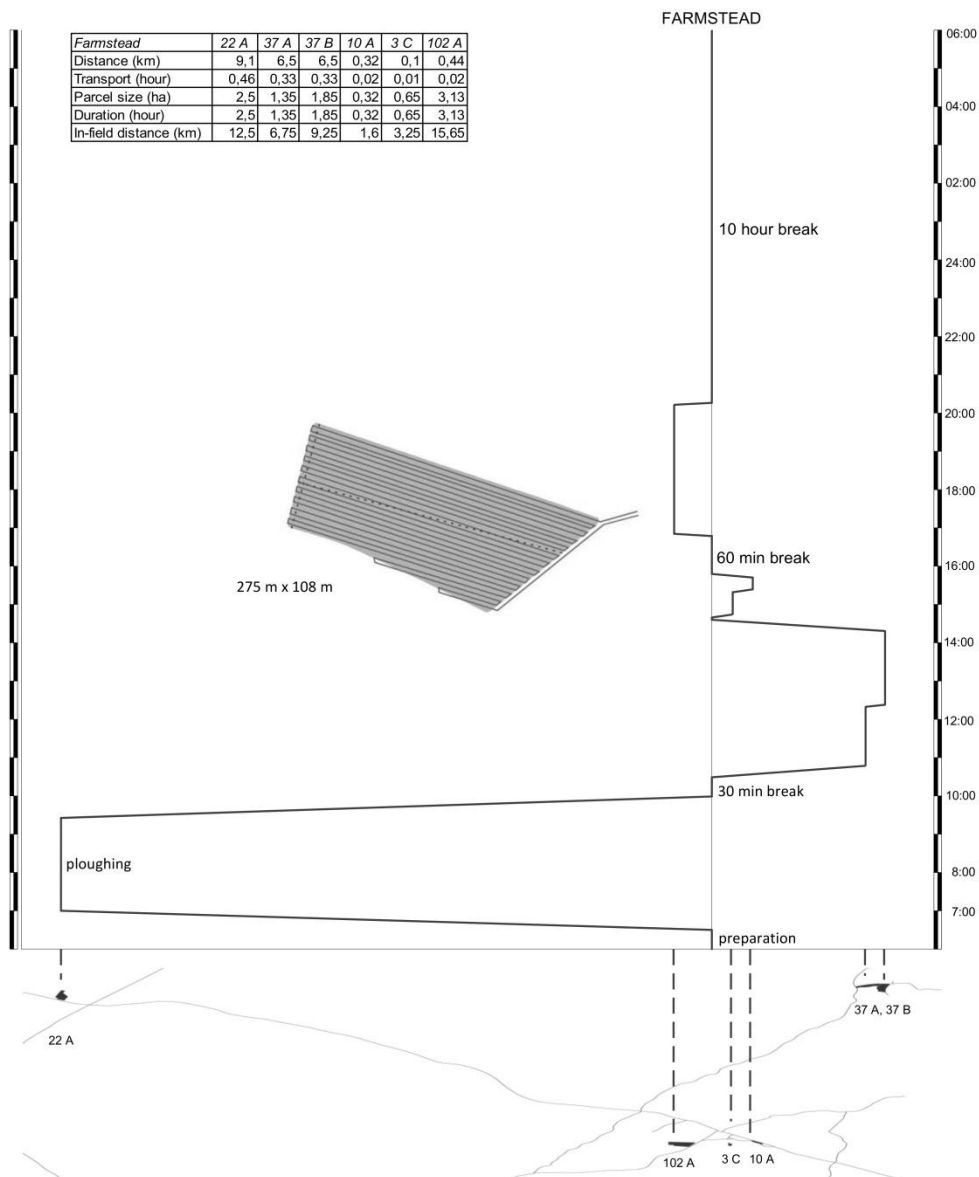 FARMSTEAD
Farmstead 22 A 37 A 37 B 10 A 3 C 102 A
Distance (km) 9,1 6,5 6,5 0,32 0,1 0,44
Transport (hour) 0,46 0,33 0,33 0,02 0,01 0,02
Parcel size (ha) 2,5 1,35 1,85 0,32 0,65 3,13
Duration (hour) 2,5 1,35 1,85 0,32 0,65 3,13
In-field distance (km) 12,5 6,75 9,25 1,6 3,25 15,65
06:00
04:00
02:00
10 hour break
24:00
22:00
20:00
18:00
60 min break
16:00
275 m x 108 m
14:00
12:00
30 min break
10:00
ploughing
8:00
7:00
preparation
37 A, 37 B
22 A
102 A
3 C
10 A